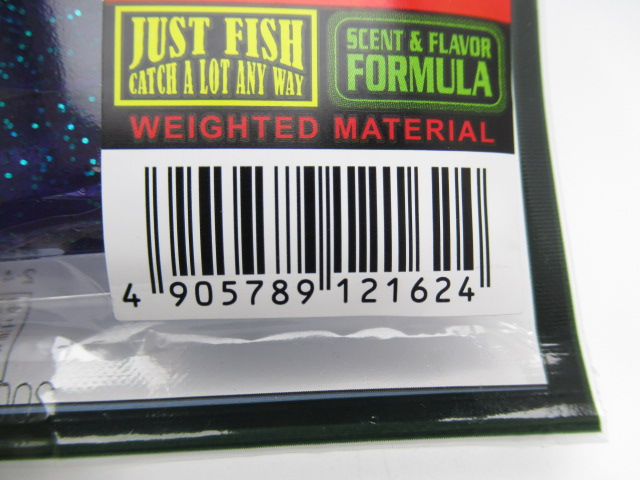 JUST FISH
CATCH A LOT ANY WAY
SCENT & FLAVOR
FORMULA
WEIGHTED MATERIAL
4 905789 121624